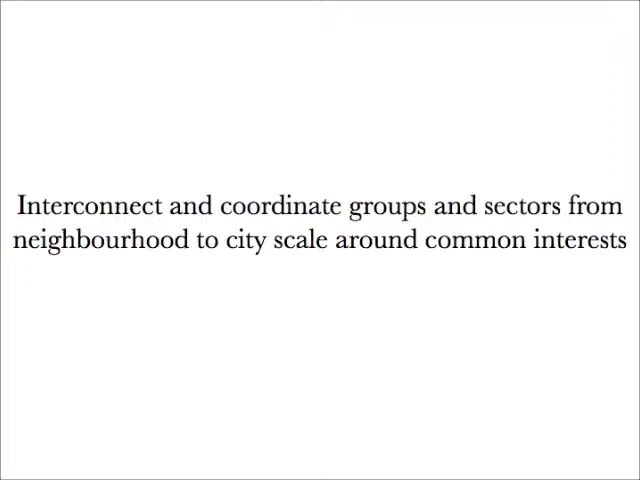 Interconnect and coordinate groups and sectors from
neighbourhood to city scale around common interests